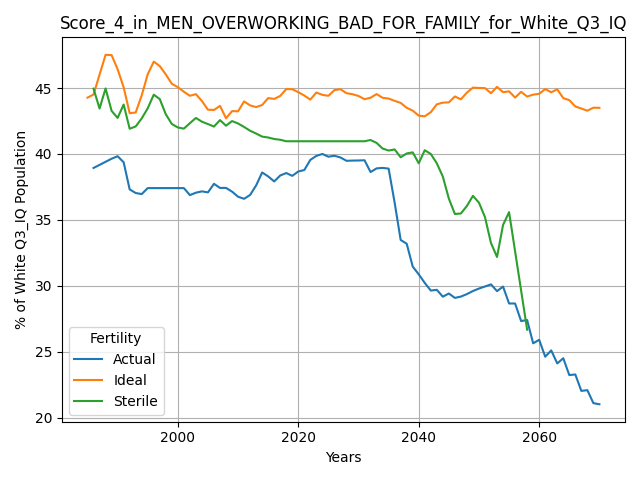 Score_4_in_MEN_OVERWORKING_BAD_FOR_FAMILY_for_White_Q3_IQ
% of White Q3_IQ Population
45
40
35
30
25
20
Fertility
Actual
Ideal
Sterile
2000
2020
2040
2060
Years